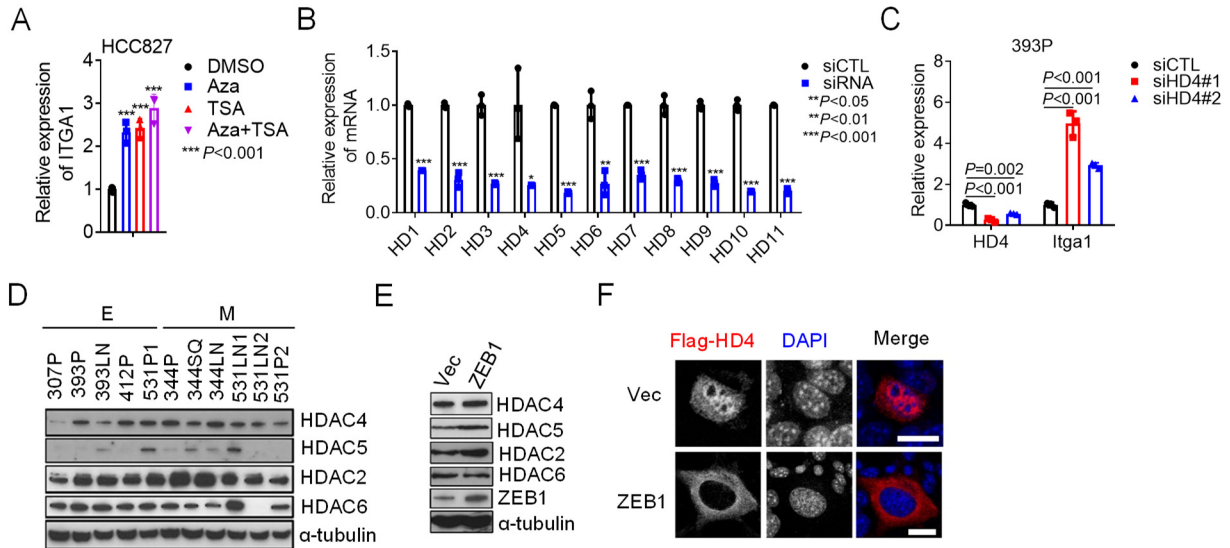 A
HCC827
Relative expression
of ITGA1
4
3
2
1
0
DMSO
Aza
TSA
Aza+TSA
*** P<0.001
***
***
***
B
Relative expression
of mRNA
1.5
1.0
0.5
0.0
***
***
***
*
***
**
***
***
***
***
***
HD1
HD2
HD3
HD4
HD5
HD6
HD7
HD8
HD9
HD10
HD11
siCTL
siRNA
**P<0.05
**P<0.01
***P<0.001
C
393P
Relative expression
8
6
4
2
0
P<0.001
P<0.001
P=0.002
P<0.001
HD4
Itga1
siCTL
siHD4#1
siHD4#2
D
E
M
307P
393P
393LN
412P
531P1
344P
344SQ
344LN
531LN1
531LN2
531P2
HDAC4
HDAC5
HDAC2
HDAC6
α-tubulin
E
Vec
ZEB1
HDAC4
HDAC5
HDAC2
HDAC6
ZEB1
α-tubulin
F
Flag-HD4
DAPI
Merge
Vec
ZEB1